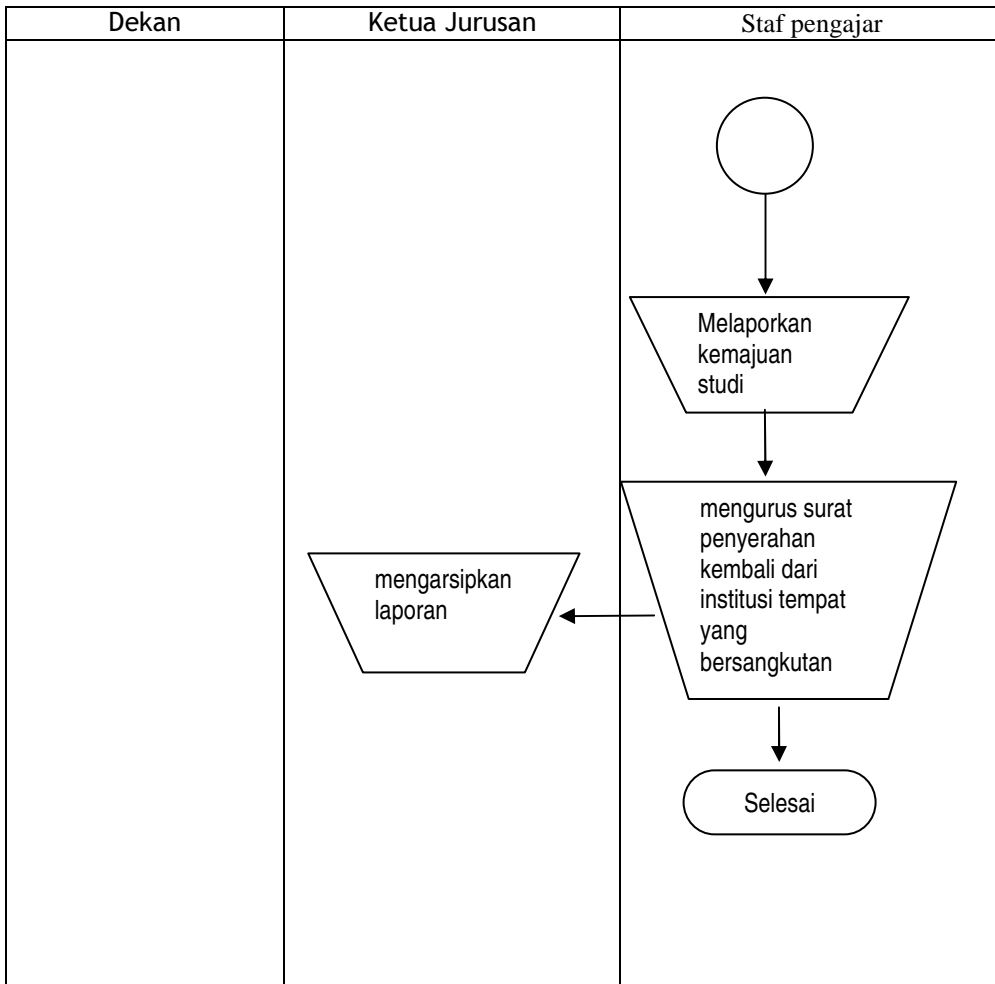 Dekan
Ketua Jurusan
Staf pengajar
Melaporkan
kemajuan
studi
mengurus surat
penyerahan
kembali dari
institusi tempat
yang
bersangkutan
mengarsipkan
laporan
Selesai